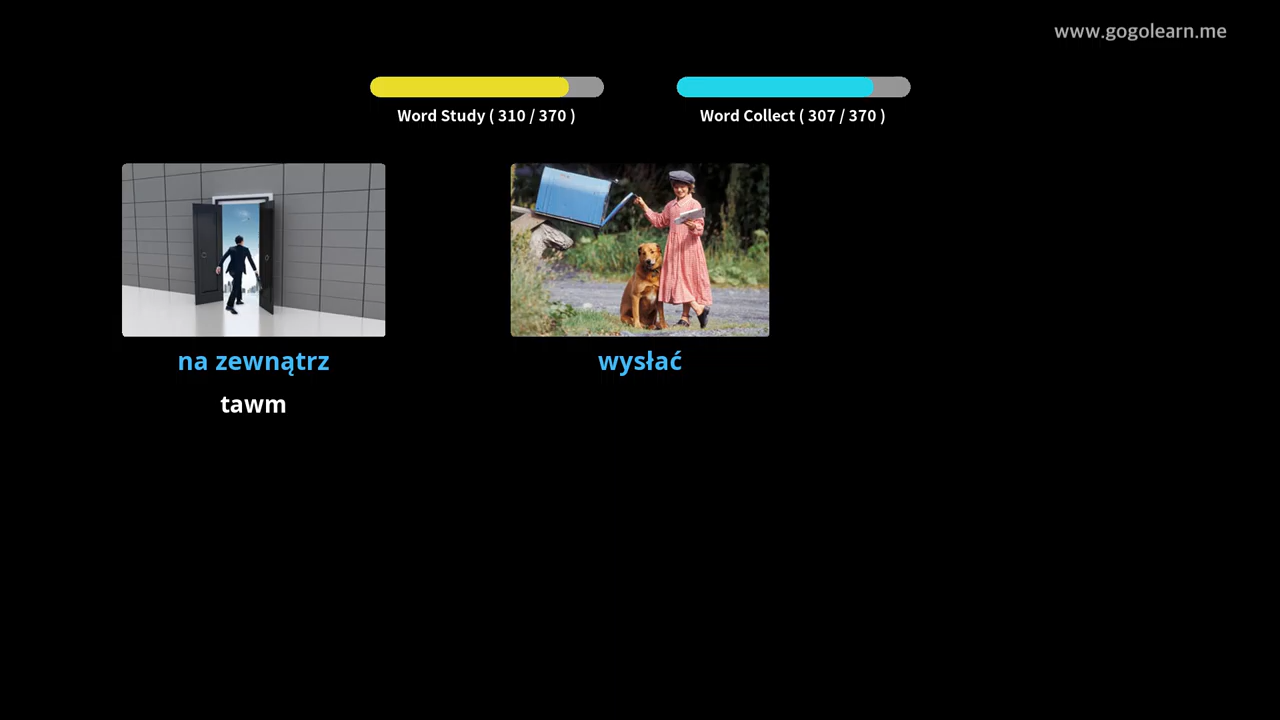 www.gogolearn.me
Word Study ( 310 / 370 )
Word Collect ( 307 / 370 )
na zewnątrz
wysłać
tawm